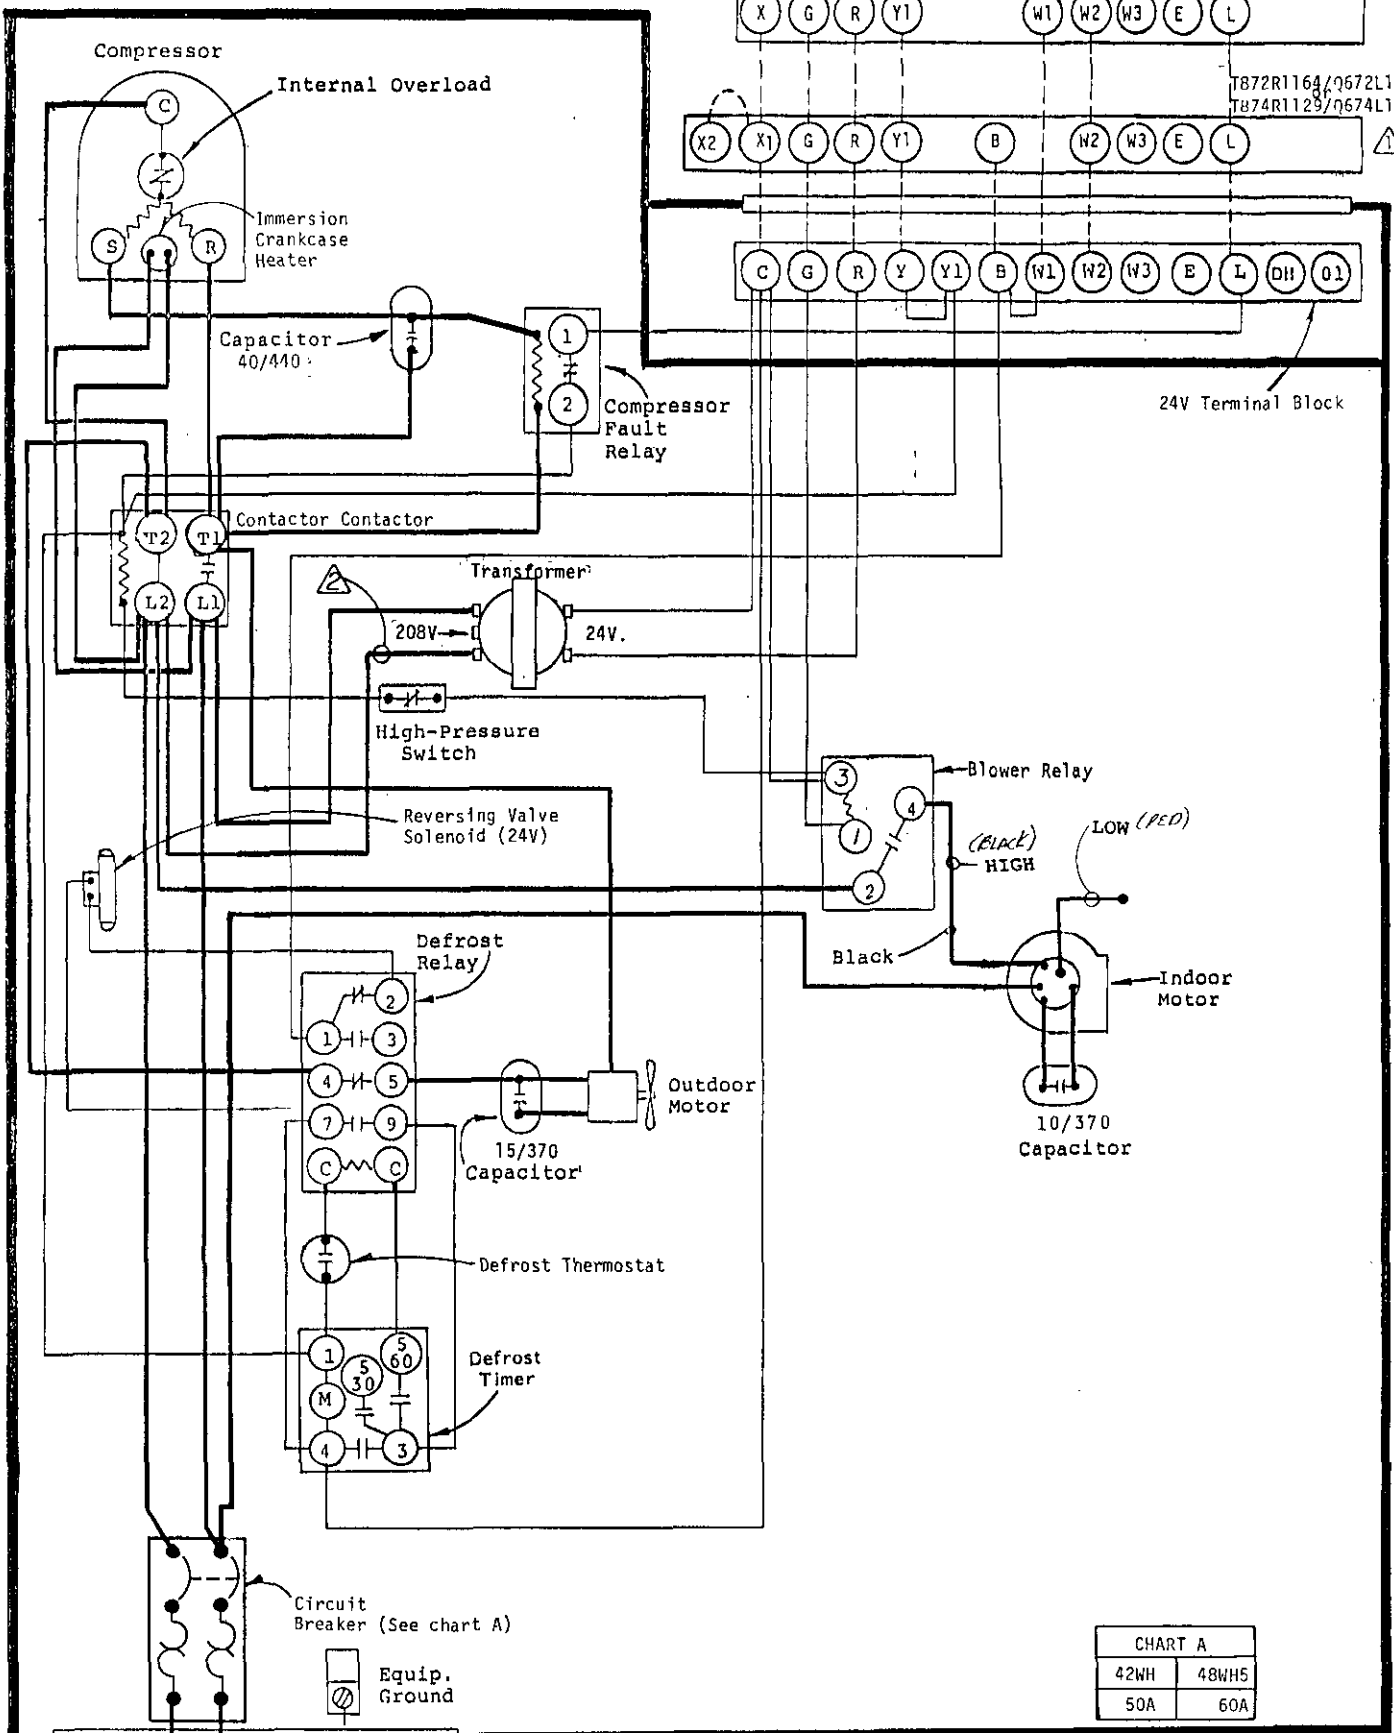 X G R Y1 W1 W2 W3 E L
Compressor
T872R1164/Q672L1
or
T874R1129/Q674L1
Internal Overload
C
X2 X1 G R Y1 B W2 W3 E L
1
Immersion
Crankcase
Heater
S R
C G R Y Y1 B W1 W2 W3 E L DH O1
Capacitor
40/440
1
2
Compressor
Fault
Relay
24V Terminal Block
Contactor Contactor
T2 T1
L2 L1
2
Transformer
208V
24V.
High-Pressure
Switch
3
4
1
2
Blower Relay
Reversing Valve
Solenoid (24V)
(BLACK)
HIGH
LOW (RED)
Black
Indoor
Motor
10/370
Capacitor
Defrost
Relay
2
1 3
4 5
7 9
C C
Outdoor
Motor
15/370
Capacitor
Defrost Thermostat
1
S
30
S
60
M
4 3
Defrost
Timer
Circuit
Breaker (See chart A)
Equip.
Ground
CHART A
42WH 48WH5
50A 60A